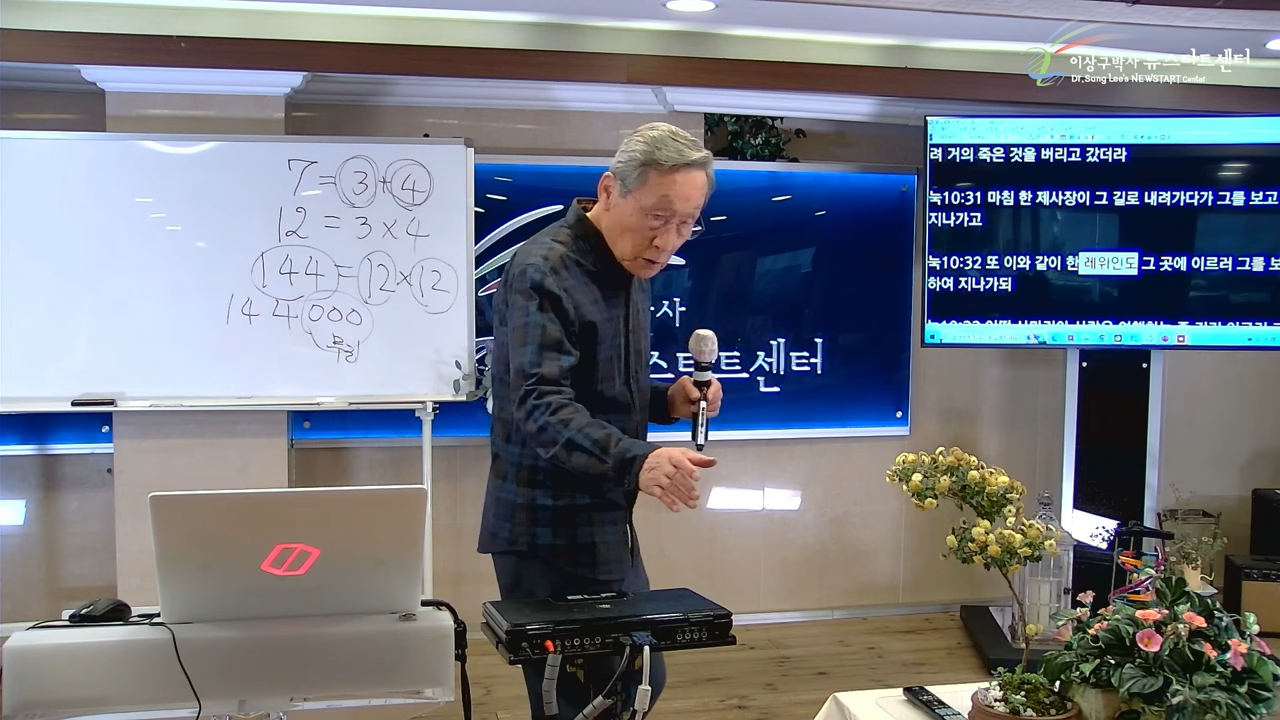 이상구박사 뉴스타트센터
Dr.Sang Lee's NEWSTART Center
7=3+4
12=3×4
144=12×12
144000
무리
사
스타트센터
려 거의 죽은 것을 버리고 갔더라
눅10:31 마침 한 제사장이 그 길로 내려가다가 그를 보고
지나가고
눅10:32 또 이와 같이 한 레위인도 그 곳에 이르러 그를 보
하여 지나가되